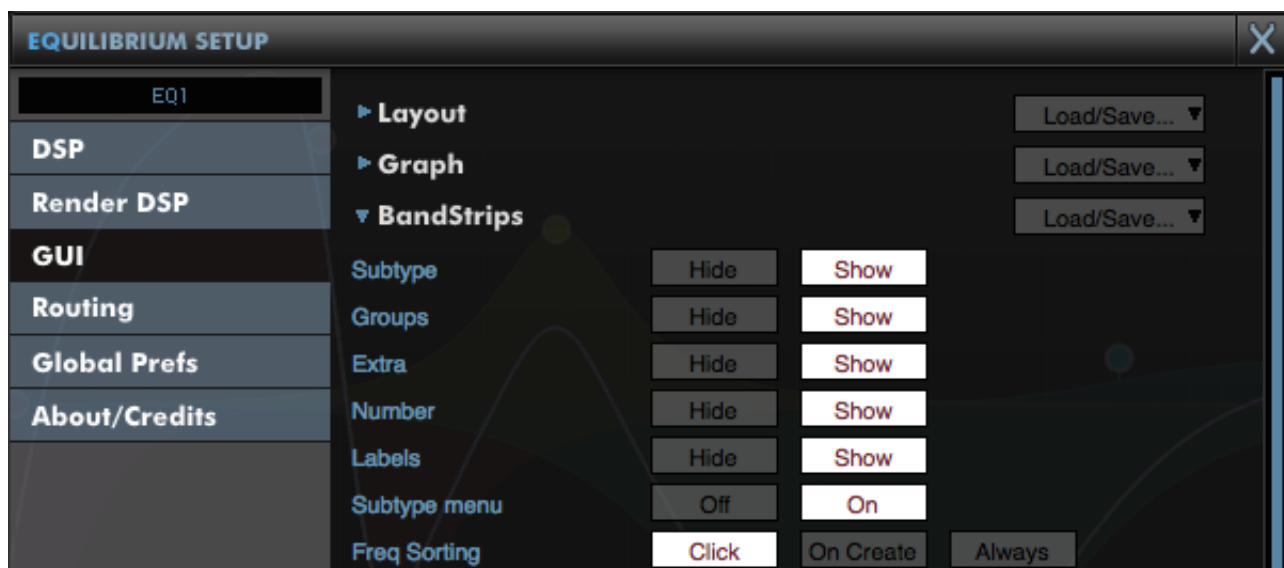 EQUILIBRIUM SETUP X
EQ1
DSP
Render DSP
GUI
Routing
Global Prefs
About/Credits
Layout Load/Save...
Graph Load/Save...
BandStrips Load/Save...
Subtype Hide Show
Groups Hide Show
Extra Hide Show
Number Hide Show
Labels Hide Show
Subtype menu Off On
Freq Sorting Click On Create Always